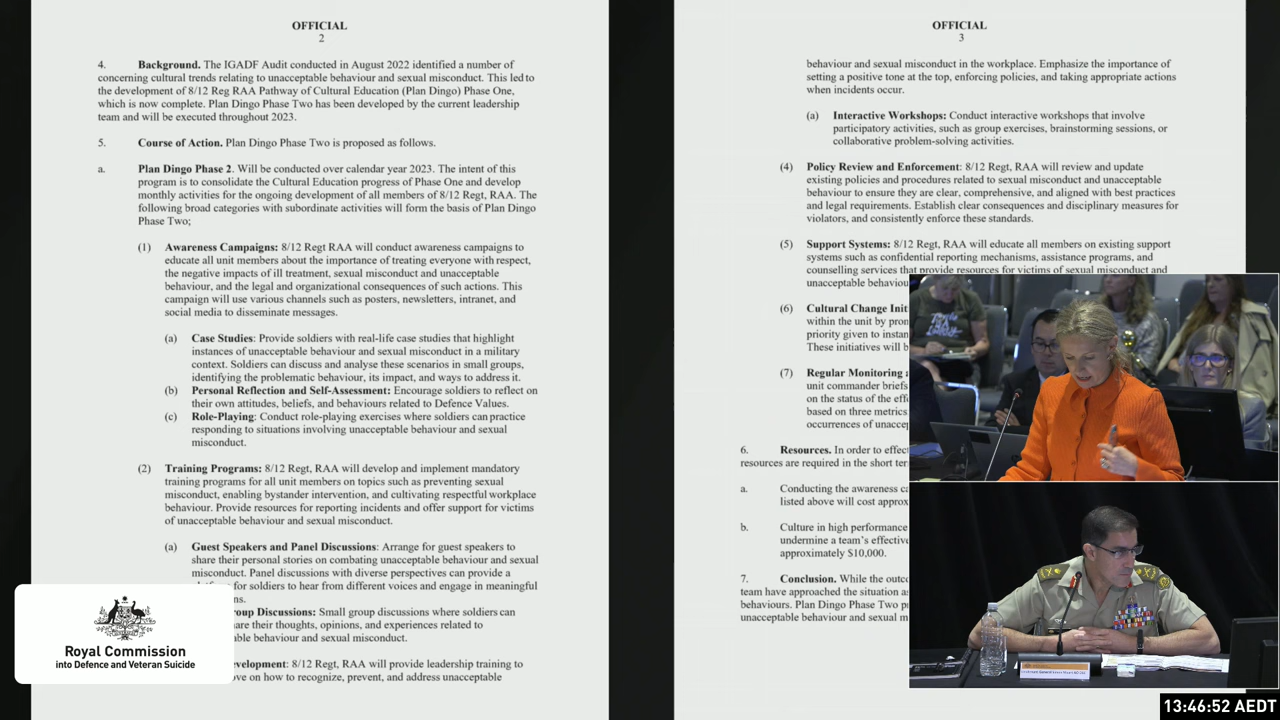 OFFICIAL
2
4. Background. The IGADF Audit conducted in August 2022 identified a number of
concerning cultural trends relating to unacceptable behaviour and sexual misconduct. This led to
the development of 8/12 Reg RAA Pathway of Cultural Education (Plan Dingo) Phase One,
which is now complete. Plan Dingo Phase Two has been developed by the current leadership
team and will be executed throughout 2023.
5. Course of Action. Plan Dingo Phase Two is proposed as follows.
a. Plan Dingo Phase 2. Will be conducted over calendar year 2023. The intent of this
program is to consolidate the Cultural Education progress of Phase One and develop
monthly activities for the ongoing development of all members of 8/12 Regt, RAA. The
following broad categories with subordinate activities will form the basis of Plan Dingo
Phase Two;
(1) Awareness Campaigns: 8/12 Regt RAA will conduct awareness campaigns to
educate all unit members about the importance of treating everyone with respect,
the negative impacts of ill treatment, sexual misconduct and unacceptable
behaviour, and the legal and organizational consequences of such actions. This
campaign will use various channels such as posters, newsletters, intranet, and
social media to disseminate messages.
(a) Case Studies: Provide soldiers with real-life case studies that highlight
instances of unacceptable behaviour and sexual misconduct in a military
context. Soldiers can discuss and analyse these scenarios in small groups,
identifying the problematic behaviour, its impact, and ways to address it.
(b) Personal Reflection and Self-Assessment: Encourage soldiers to reflect on
their own attitudes, beliefs, and behaviours related to Defence Values.
(c) Role-Playing: Conduct role-playing exercises where soldiers can practice
responding to situations involving unacceptable behaviour and sexual
misconduct.
(2) Training Programs: 8/12 Regt, RAA will develop and implement mandatory
training programs for all unit members on topics such as preventing sexual
misconduct, enabling bystander intervention, and cultivating respectful workplace
behaviour. Provide resources for reporting incidents and offer support for victims
of unacceptable behaviour and sexual misconduct.
(a) Guest Speakers and Panel Discussions: Arrange for guest speakers to
share their personal stories on combating unacceptable behaviour and sexual
misconduct. Panel discussions with diverse perspectives can provide a
for soldiers to hear from different voices and engage in meaningful
ns.
roup Discussions: Small group discussions where soldiers can
are their thoughts, opinions, and experiences related to
able behaviour and sexual misconduct.
evelopment: 8/12 Regt, RAA will provide leadership training to
ve on how to recognize, prevent, and address unacceptable
OFFICIAL
3
behaviour and sexual misconduct in the workplace. Emphasize the importance of
setting a positive tone at the top, enforcing policies, and taking appropriate actions
when incidents occur.
(a) Interactive Workshops: Conduct interactive workshops that involve
participatory activities, such as group exercises, brainstorming sessions, or
collaborative problem-solving activities.
(4) Policy Review and Enforcement: 8/12 Regt, RAA will review and update
existing policies and procedures related to sexual misconduct and unacceptable
behaviour to ensure they are clear, comprehensive, and aligned with best practices
and legal requirements. Establish clear consequences and disciplinary measures for
violators, and consistently enforce these standards.
(5) Support Systems: 8/12 Regt, RAA will educate all members on existing support
systems such as confidential reporting mechanisms, assistance programs, and
counselling services that provide resources for victims of sexual misconduct and
unacceptable behaviou
(6) Cultural Change Init
within the unit by pron
priority given to instan
These initiatives will b
(7) Regular Monitoring a
unit commander briefs
on the status of the eff
based on three metrics
occurrences of unaccep
6. Resources. In order to effect
resources are required in the short ter
a. Conducting the awareness ca
listed above will cost approx
b. Culture in high performance
undermine a team's effective
approximately $10,000.
7. Conclusion. While the outco
team have approached the situation as
behaviours. Plan Dingo Phase Two p
unacceptable behaviour and sexual m
Royal Commission
into Defence and Veteran Suicide
13:46:52 AEDT